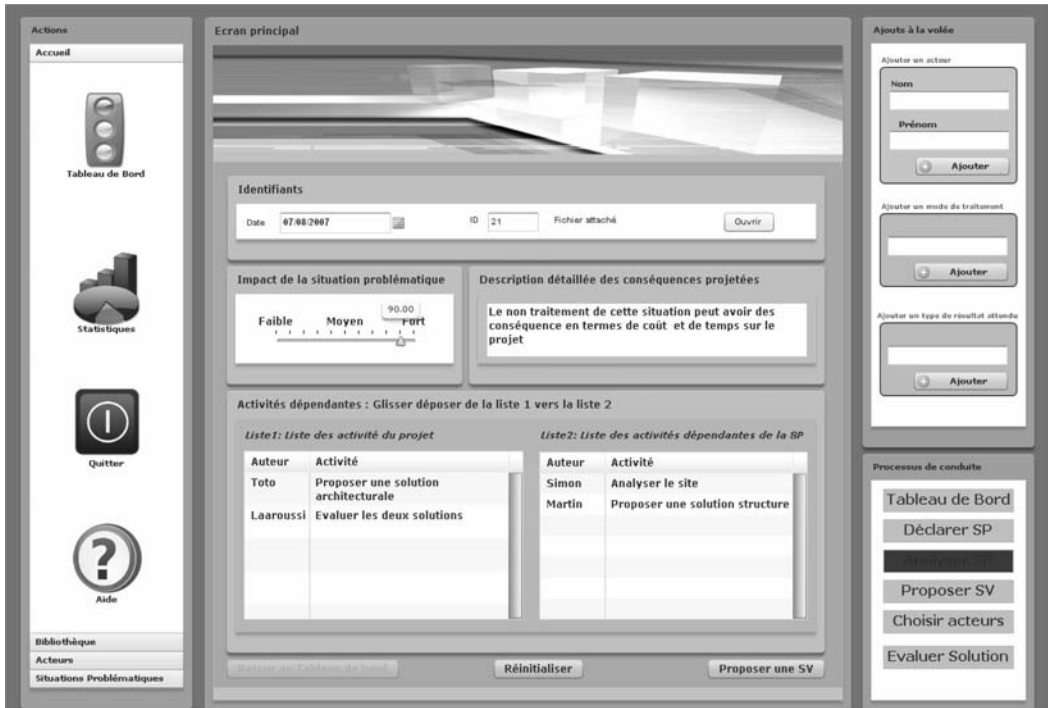 Actions
Accueil
Tableau de Bord
Statistiques
Quitter
Aide
Bibliothèque
Acteurs
Situations Problématiques
Ecran principal
Identifiants
Date 07/08/2007 ID 21 Fichier attaché Ouvrir
Impact de la situation problématique
90.00
Faible Moyen Fort
Description détaillée des conséquences projetées
Le non traitement de cette situation peut avoir des
conséquence en termes de coût et de temps sur le
projet
Activités dépendantes : Glisser déposer de la liste 1 vers la liste 2
Liste1: Liste des activité du projet
Auteur Activité
Toto Proposer une solution
architecturale
Laaroussi Evaluer les deux solutions
Liste2: Liste des activités dépendantes de la SP
Auteur Activité
Simon Analyser le site
Martin Proposer une solution structure
Retour au Tableau de bord Réinitialiser Proposer une SV
Ajouts à la volée
Ajouter un acteur
Nom
Prénom
Ajouter
Ajouter un mode de traitement
Ajouter
Ajouter un type de résultat attendu
Ajouter
Processus de conduite
Tableau de Bord
Déclarer SP
Proposer SV
Choisir acteurs
Evaluer Solution